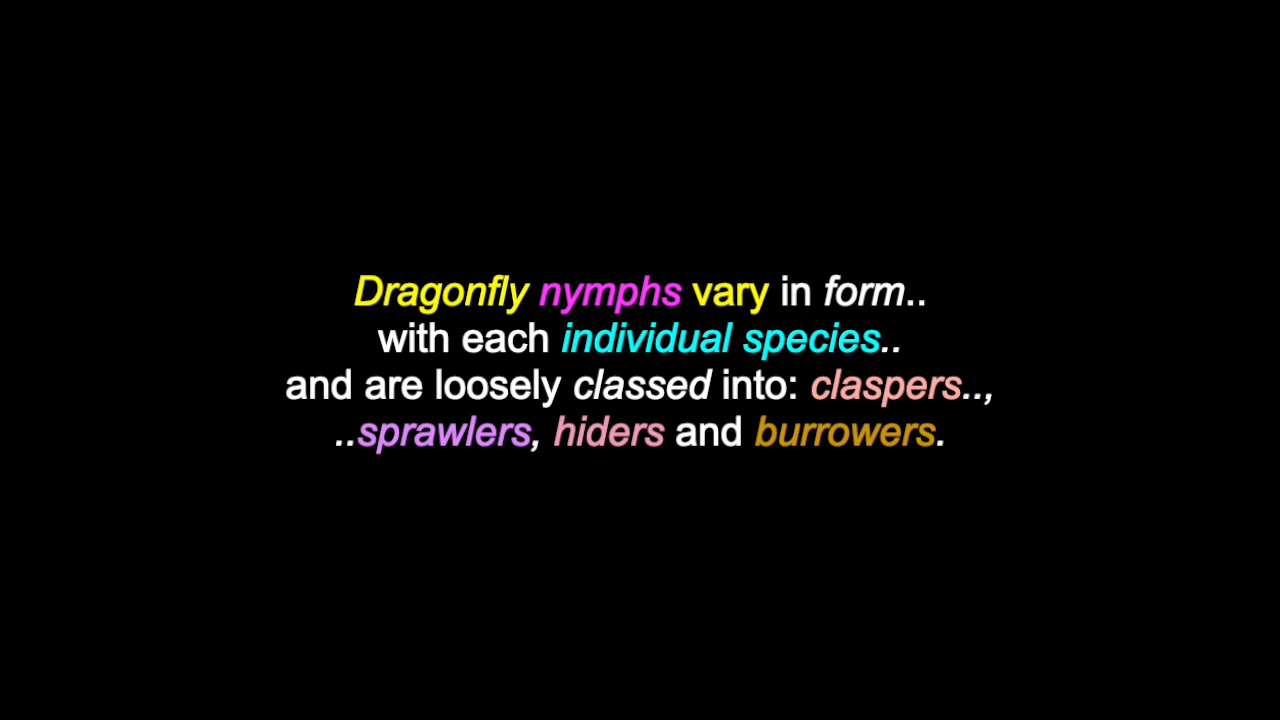 Dragonfly nymphs vary in form..
with each individual species..
and are loosely classed into: claspers..,
..sprawlers, hiders and burrowers.